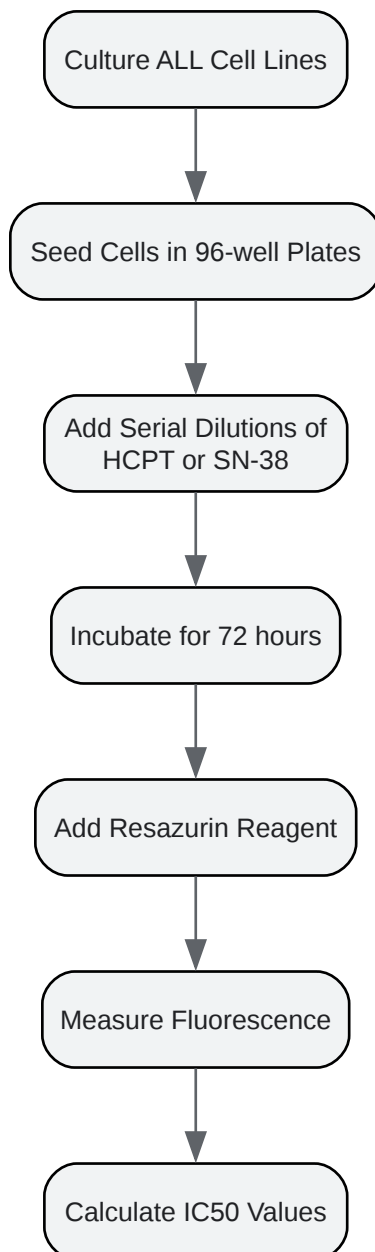 Culture ALL Cell Lines
Seed Cells in 96-well Plates
Add Serial Dilutions of
HCPT or SN-38
Incubate for 72 hours
Add Resazurin Reagent
Measure Fluorescence
Calculate IC50 Values